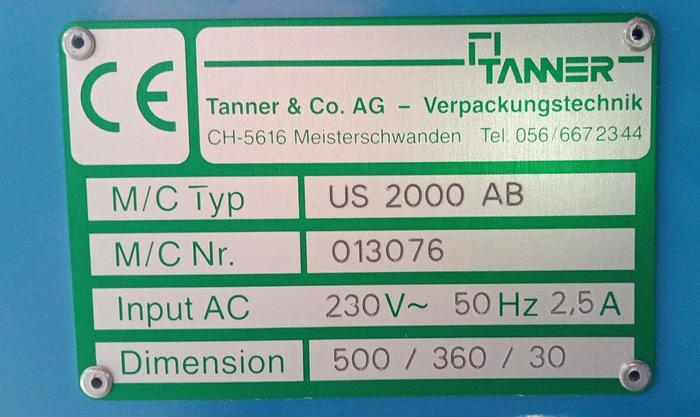 CE
TANNER
Tanner & Co. AG – Verpackungstechnik
CH-5616 Meisterschwanden Tel. 056/6672344
M/C Typ US 2000 AB
M/C Nr. 013076
Input AC 230V~ 50Hz 2,5A
Dimension 500 / 360 / 30